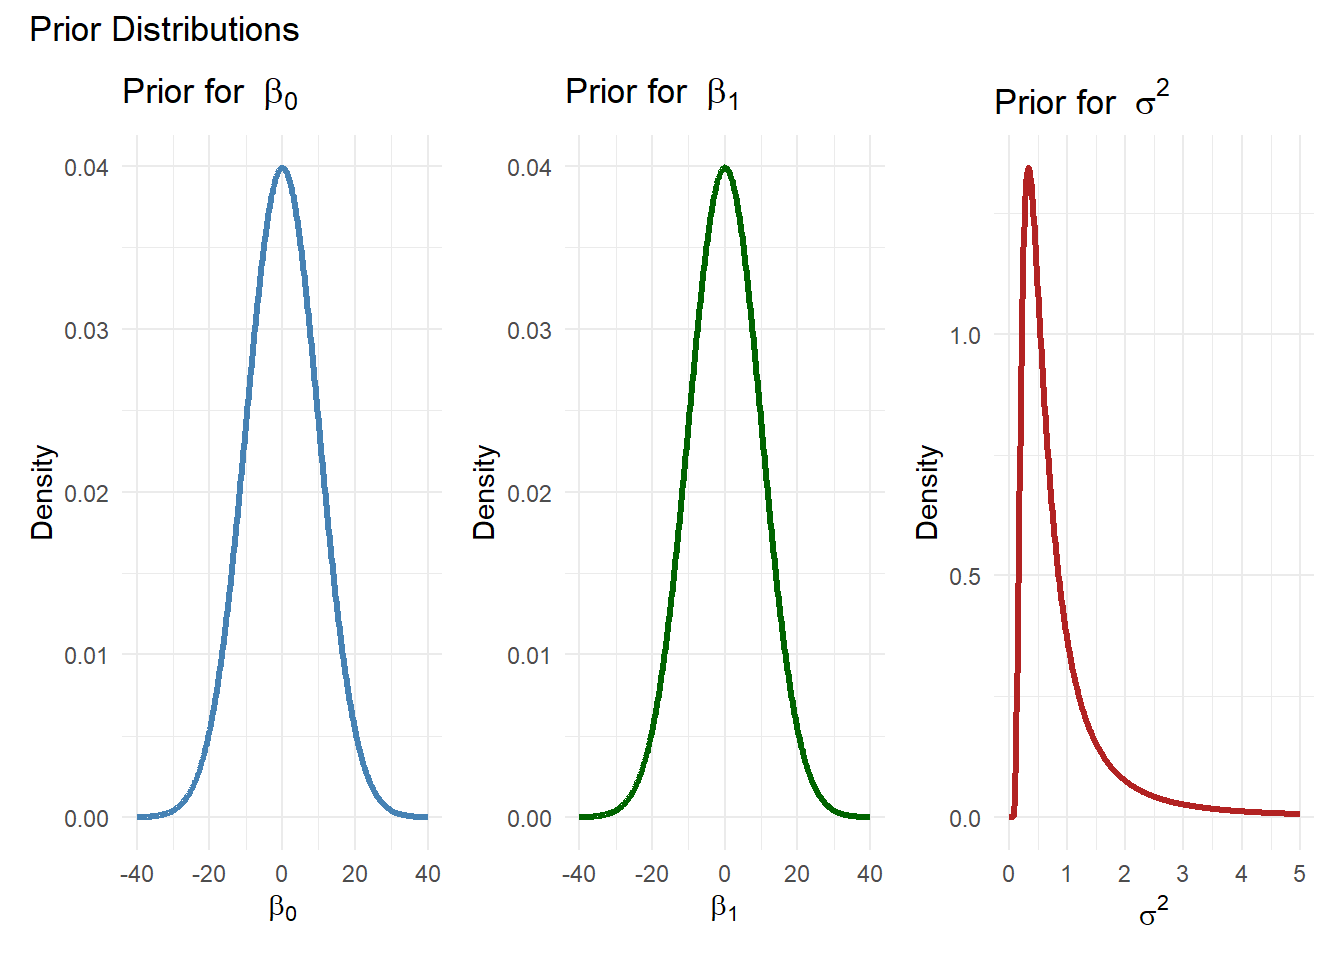 Prior Distributions
Prior for β₀
Prior for β₁
Prior for σ²
0.04
0.03
0.02
0.01
0.00
Density
-40 -20 0 20 40
β₀
0.04
0.03
0.02
0.01
0.00
Density
-40 -20 0 20 40
β₁
1.0
0.5
0.0
Density
0 1 2 3 4 5
σ²